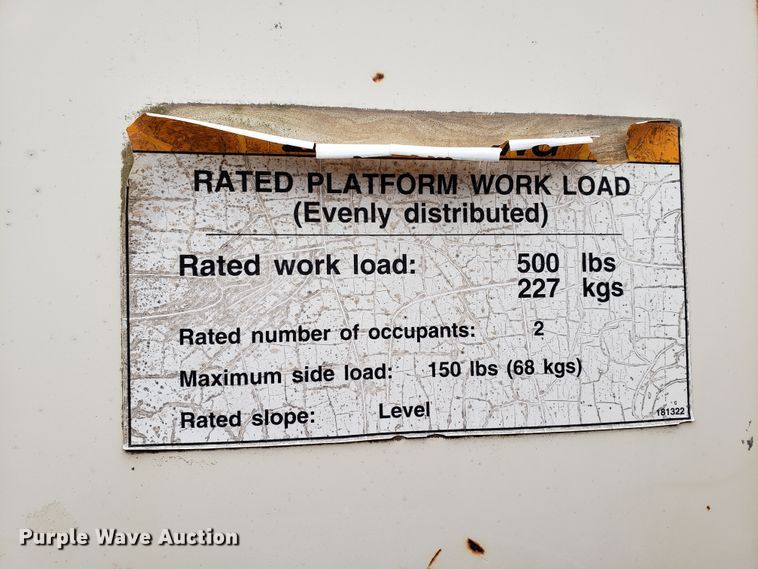 RATED PLATFORM WORK LOAD
(Evenly distributed)
Rated work load: 500 lbs
227 kgs
Rated number of occupants: 2
Maximum side load: 150 lbs (68 kgs)
Rated slope: Level
181322
Purple Wave Auction